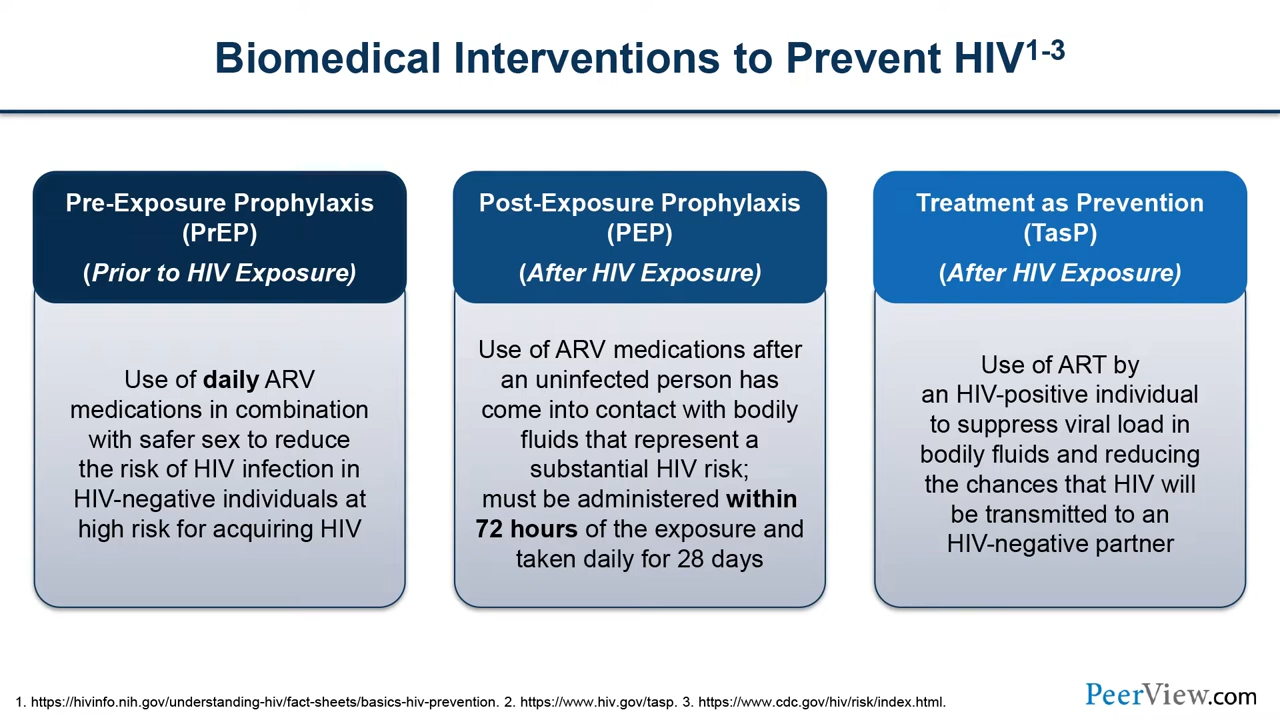 Biomedical Interventions to Prevent HIV1-3
Pre-Exposure Prophylaxis
(PrEP)
(Prior to HIV Exposure)
Use of daily ARV
medications in combination
with safer sex to reduce
the risk of HIV infection in
HIV-negative individuals at
high risk for acquiring HIV
Post-Exposure Prophylaxis
(PEP)
(After HIV Exposure)
Use of ARV medications after
an uninfected person has
come into contact with bodily
fluids that represent a
substantial HIV risk;
must be administered within
72 hours of the exposure and
taken daily for 28 days
Treatment as Prevention
(TasP)
(After HIV Exposure)
Use of ART by
an HIV-positive individual
to suppress viral load in
bodily fluids and reducing
the chances that HIV will
be transmitted to an
HIV-negative partner
1. https://hivinfo.nih.gov/understanding-hiv/fact-sheets/basics-hiv-prevention. 2. https://www.hiv.gov/tasp. 3. https://www.cdc.gov/hiv/risk/index.html.
PeerView.com